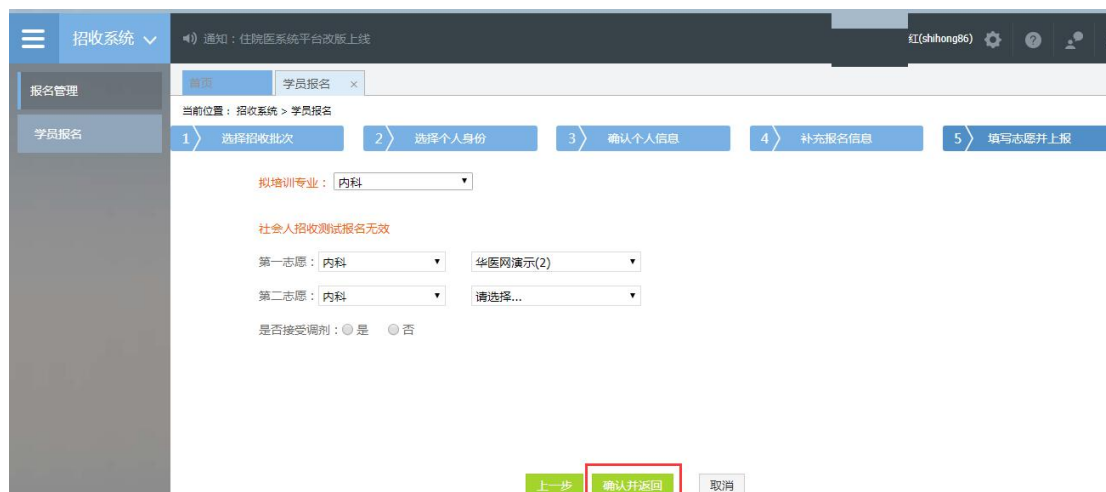 招收系统 通知：住院医系统平台改版上线 红(shihong86)
报名管理
学员报名
首页 学员报名 ×
当前位置： 招收系统 > 学员报名
1 选择招收批次 2 选择个人身份 3 确认个人信息 4 补充报名信息 5 填写志愿并上报
拟培训专业： 内科
社会人招收测试报名无效
第一志愿： 内科 华医网演示(2)
第二志愿： 内科 请选择...
是否接受调剂： 是 否
上一步 确认并返回 取消